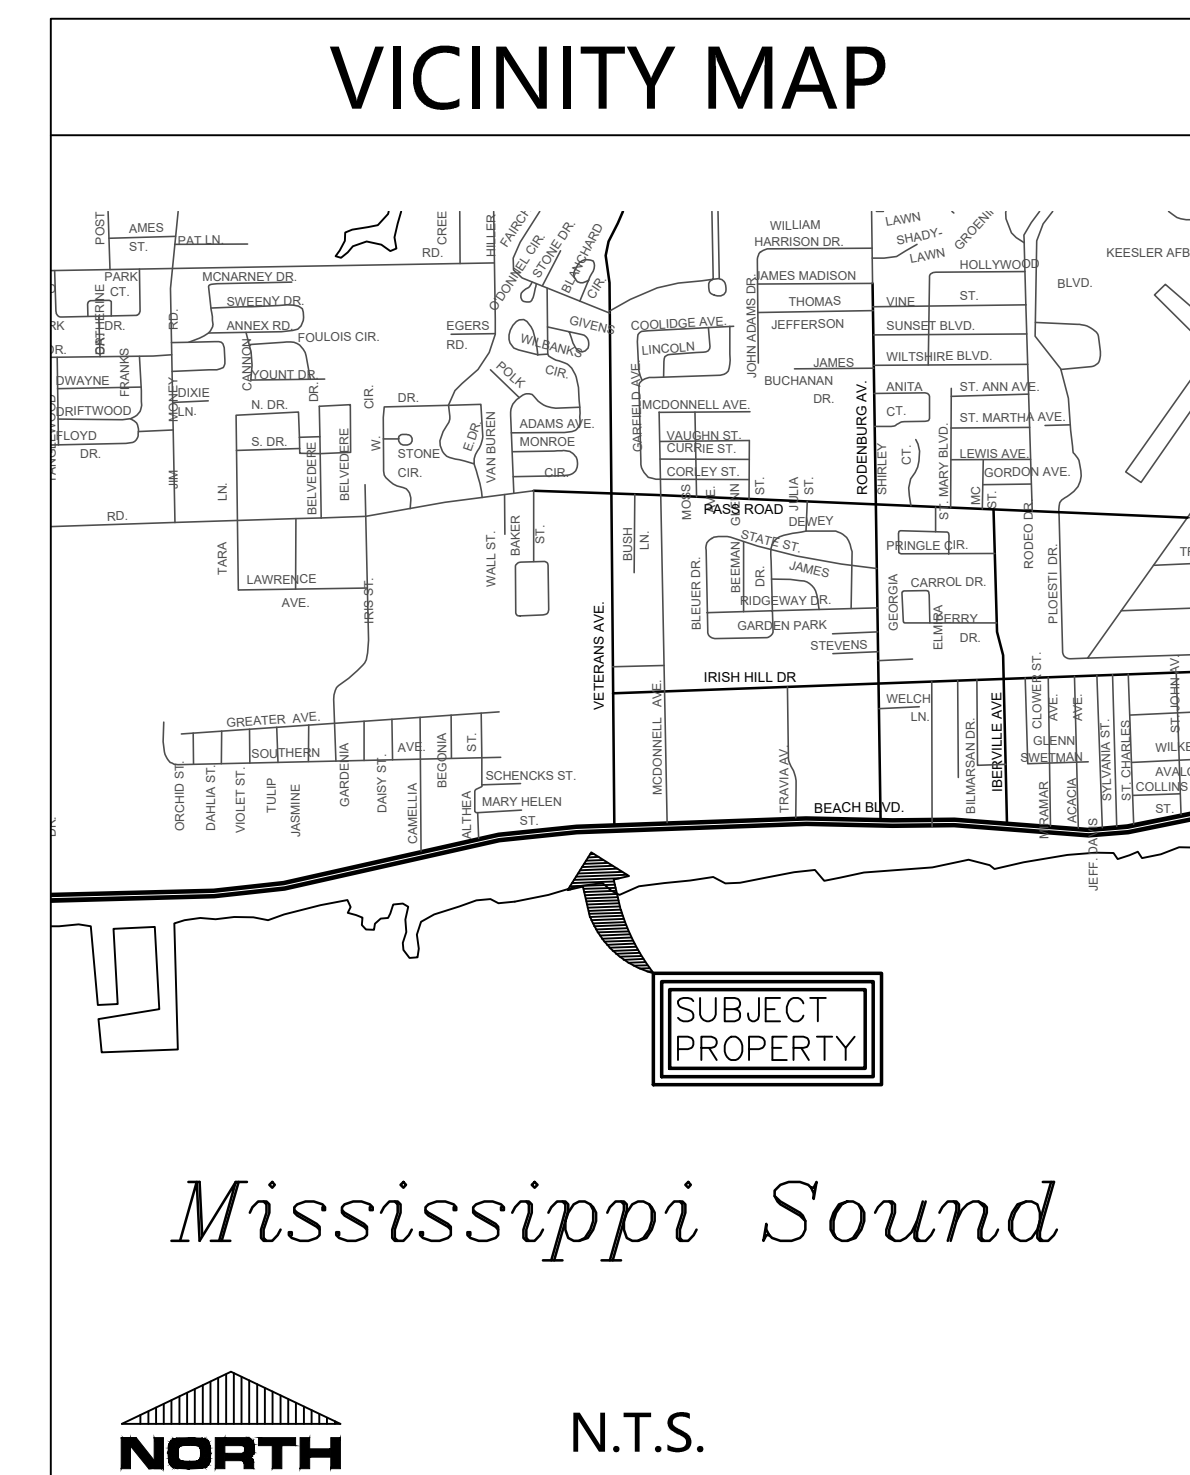 VICINITY MAP
POST
AMES
ST.
PAT LN.
CREE
RD.
HILLER
O'DONNEL CIR.
STONE DR.
BLANCHARD
CIR.
WILLIAM
HARRISON DR.
LAWN
SHADY-
LAWN
KEESLER AFB
HOLLYWOOD
BLVD.
PARK
CT.
MCNARNEY DR.
JAMES MADISON
SWEENY DR.
THOMAS
VINE
ST.
DR.
RD.
ANNEX RD.
FOULOIS CIR.
EGERS
RD.
GIVENS
COOLIDGE AVE.
JEFFERSON
SUNSET BLVD.
JOHN ADAMS DR.
WILBANKS
CIR.
LINCOLN
JAMES
BUCHANAN
DR.
WILTSHIRE BLVD.
DWAYNE
FRANKS
CANNON
YOUNT DR.
POLK
ANITA
CT.
ST. ANN AVE.
DRIFTWOOD
DIXIE
LN.
N. DR.
DR.
CIR.
DR.
GARFIELD AVE.
MCDONNELL AVE.
ST. MARTHA AVE.
FLOYD
DR.
JIM
MONEY
S. DR.
BELVEDERE
BELVEDERE
W.
STONE
CIR.
E.DR.
VAN BUREN
ADAMS AVE.
MONROE
CIR.
VAUGHN ST.
CURRIE ST.
CORLEY ST.
RODENBURG AV.
SHIRLEY
CT.
ST. MARY BLVD.
LEWIS AVE.
GORDON AVE.
MC
ST.
LN.
RD.
MOSS
AVE.
GLENN
ST.
JULIA
ST.
PASS ROAD
DEWEY
TARA
WALL ST.
BAKER
ST.
BUSH
LN.
STATE ST.
PRINGLE CIR.
RODEO DR.
PLOESTI DR.
LAWRENCE
AVE.
IRIS ST.
BLEUER DR.
BEEMAN
DR.
JAMES
RIDGEWAY DR.
GARDEN PARK
STEVENS
GEORGIA
CARROL DR.
ELMIRA
DR.
VETERANS AVE.
IRISH HILL DR
GREATER AVE.
SOUTHERN
AVE.
ST.
MCDONNELL AVE.
WELCH
LN.
BILMARSAN DR.
IBERVILLE AVE
CLOWER ST.
AVE.
AVE.
GLENN
SWETMAN
ST. JOHN AV.
ORCHID ST.
DAHLIA ST.
VIOLET ST.
TULIP
JASMINE
GARDENIA
DAISY ST.
CAMELLIA
BEGONIA
ALTHEA
SCHENCKS ST.
MARY HELEN
ST.
TRAVIA AV.
BEACH BLVD.
MIRAMAR
ACACIA
SYLVANIA ST.
ST. CHARLES
COLLINS
ST.
JEFF. DAVIS
SUBJECT
PROPERTY
Mississippi Sound
NORTH
N.T.S.